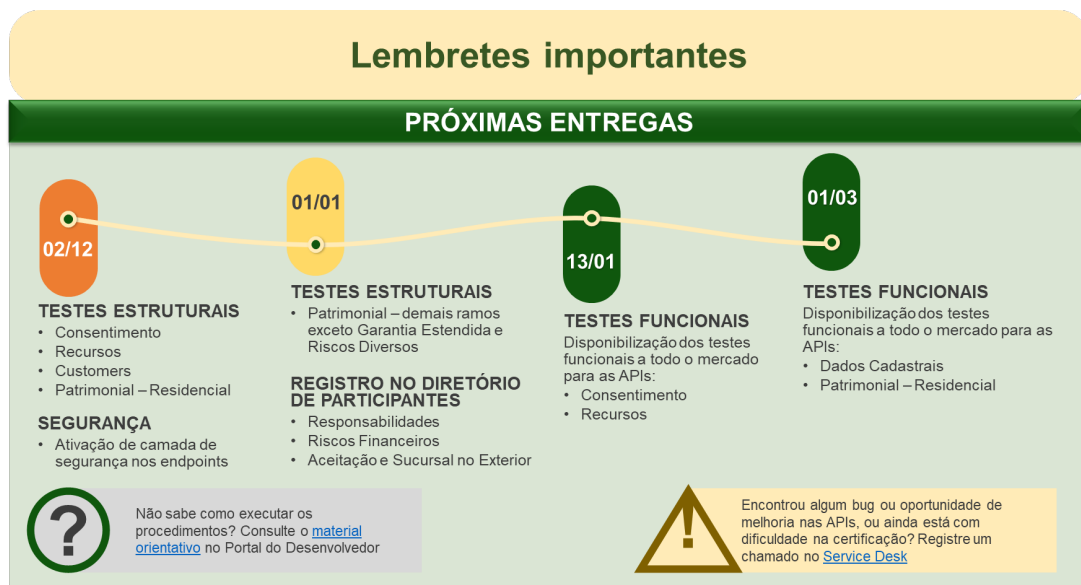 Lembretes importantes
PRÓXIMAS ENTREGAS
02/12
TESTES ESTRUTURAIS
• Consentimento
• Recursos
• Customers
• Patrimonial – Residencial
SEGURANÇA
• Ativação de camada de
segurança nos endpoints
01/01
TESTES ESTRUTURAIS
• Patrimonial – demais ramos
exceto Garantia Estendida e
Riscos Diversos
REGISTRO NO DIRETÓRIO
DE PARTICIPANTES
• Responsabilidades
• Riscos Financeiros
• Aceitação e Sucursal no Exterior
13/01
TESTES FUNCIONAIS
Disponibilização dos testes
funcionais a todo o mercado
para as APIs:
• Consentimento
• Recursos
01/03
TESTES FUNCIONAIS
Disponibilização dos testes
funcionais a todo o mercado para as
APIs:
• Dados Cadastrais
• Patrimonial – Residencial
?
Não sabe como executar os
procedimentos? Consulte o material
orientativo no Portal do Desenvolvedor
!
Encontrou algum bug ou oportunidade de
melhoria nas APIs, ou ainda está com
dificuldade na certificação? Registre um
chamado no Service Desk